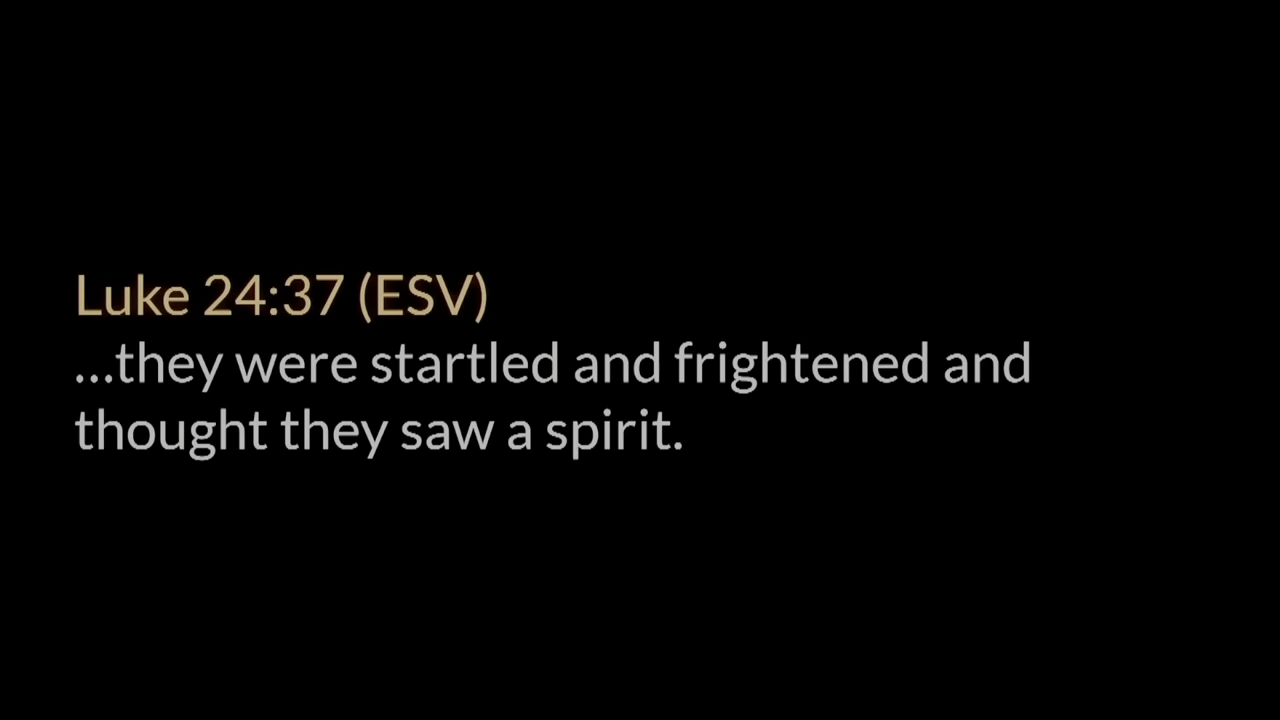 Luke 24:37 (ESV)
…they were startled and frightened and
thought they saw a spirit.